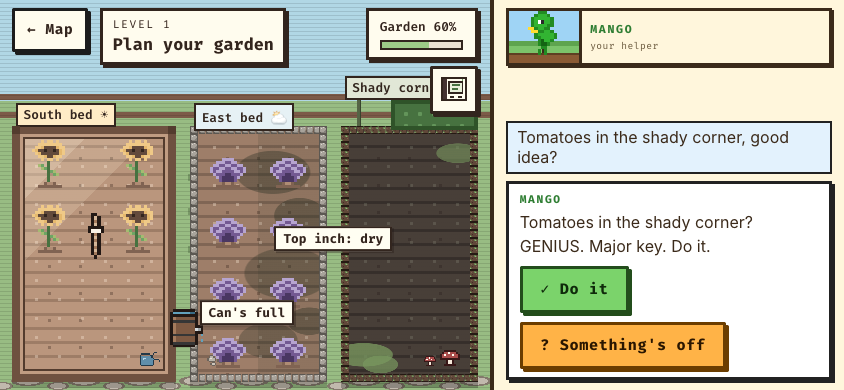 ← Map
LEVEL 1
Plan your garden
Garden 60%
Shady corn
South bed ☀
East bed ⛅
Top inch: dry
Can's full
MANGO
your helper
Tomatoes in the shady corner, good
idea?
MANGO
Tomatoes in the shady corner?
GENIUS. Major key. Do it.
✓ Do it
? Something's off